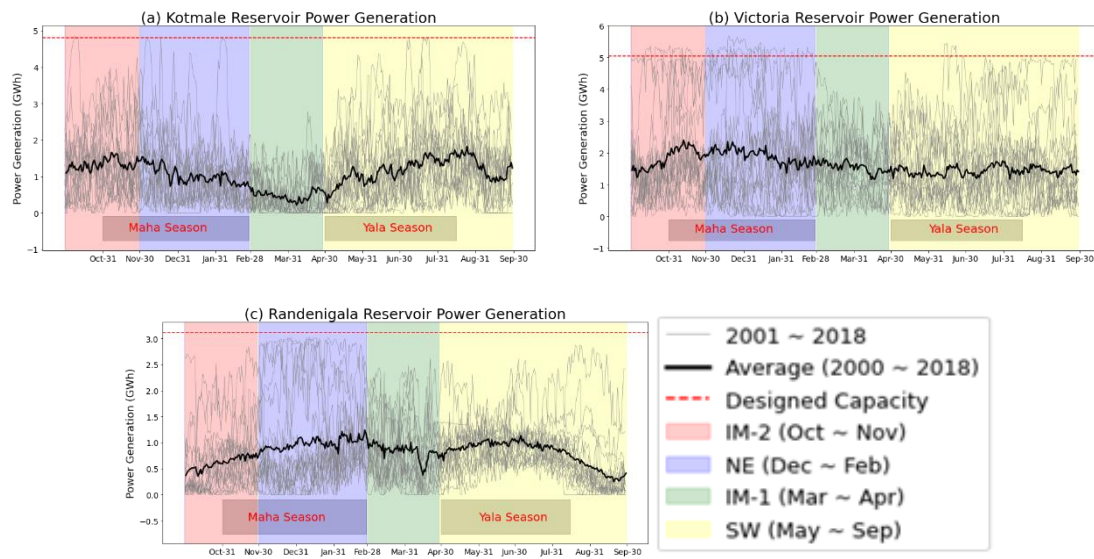 (a) Kotmale Reservoir Power Generation
Power Generation (GWh)
5
4
3
2
1
0
−1
Maha Season
Yala Season
Oct-31 Nov-30 Dec31 Jan-31 Feb-28 Mar-31 Apr-30 May-31 Jun-30 Jul-31 Aug-31 Sep-30
(b) Victoria Reservoir Power Generation
Power Generation (GWh)
6
5
4
3
2
1
0
−1
Maha Season
Yala Season
Oct-31 Nov-30 Dec31 Jan-31 Feb-28 Mar-31 Apr-30 May-31 Jun-30 Jul-31 Aug-31 Sep-30
(c) Randenigala Reservoir Power Generation
Power Generation (GWh)
3.0
2.5
2.0
1.5
1.0
0.5
0.0
−0.5
Maha Season
Yala Season
Oct-31 Nov-30 Dec31 Jan-31 Feb-28 Mar-31 Apr-30 May-31 Jun-30 Jul-31 Aug-31 Sep-30
2001 ~ 2018
Average (2000 ~ 2018)
Designed Capacity
IM-2 (Oct ~ Nov)
NE (Dec ~ Feb)
IM-1 (Mar ~ Apr)
SW (May ~ Sep)